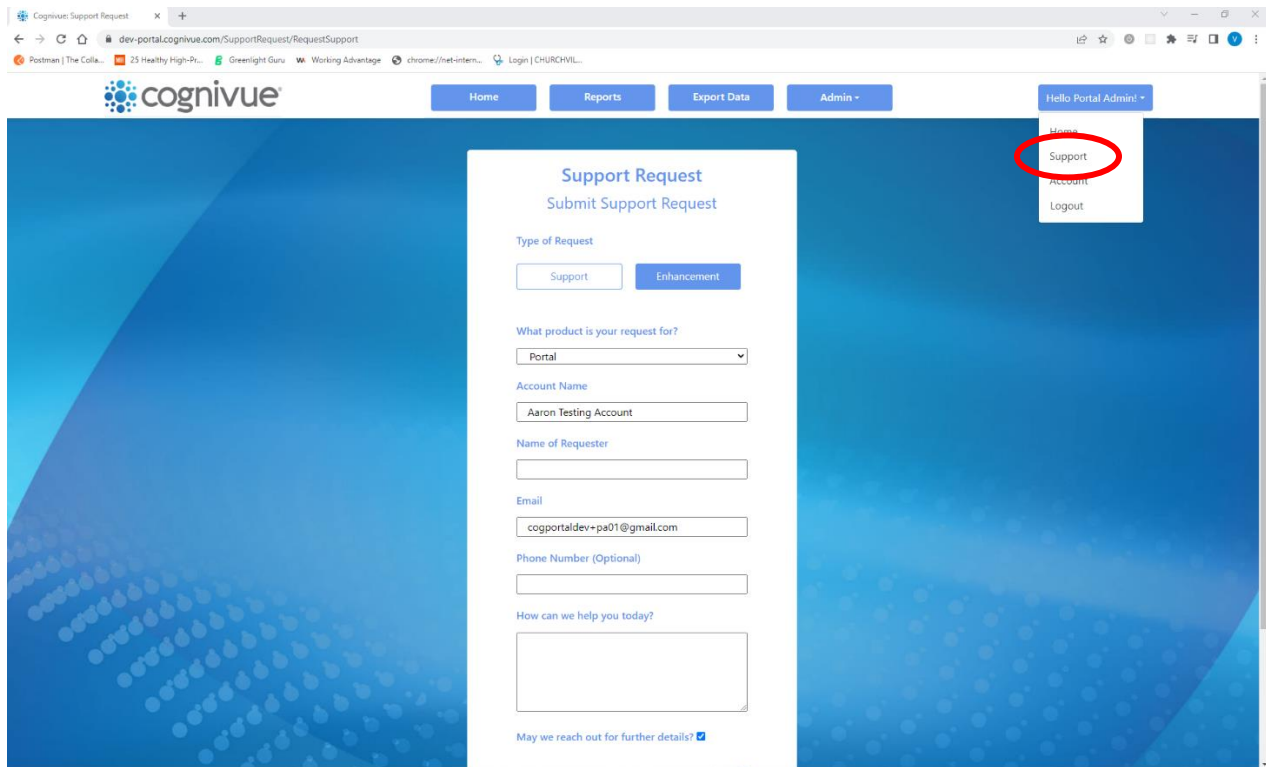 Cognivue: Support Request
dev-portal.cognivue.com/SupportRequest/RequestSupport
Postman | The Colla... 25 Healthy High-Pr... Greenlight Guru Working Advantage chrome://net-intern... Login | CHURCHVIL...
cognivue Home Reports Export Data Admin Hello Portal Admin!
Home
Support
Account
Logout
Support Request
Submit Support Request
Type of Request
Support Enhancement
What product is your request for?
Portal
Account Name
Aaron Testing Account
Name of Requester
Email
cogportaldev+pa01@gmail.com
Phone Number (Optional)
How can we help you today?
May we reach out for further details?